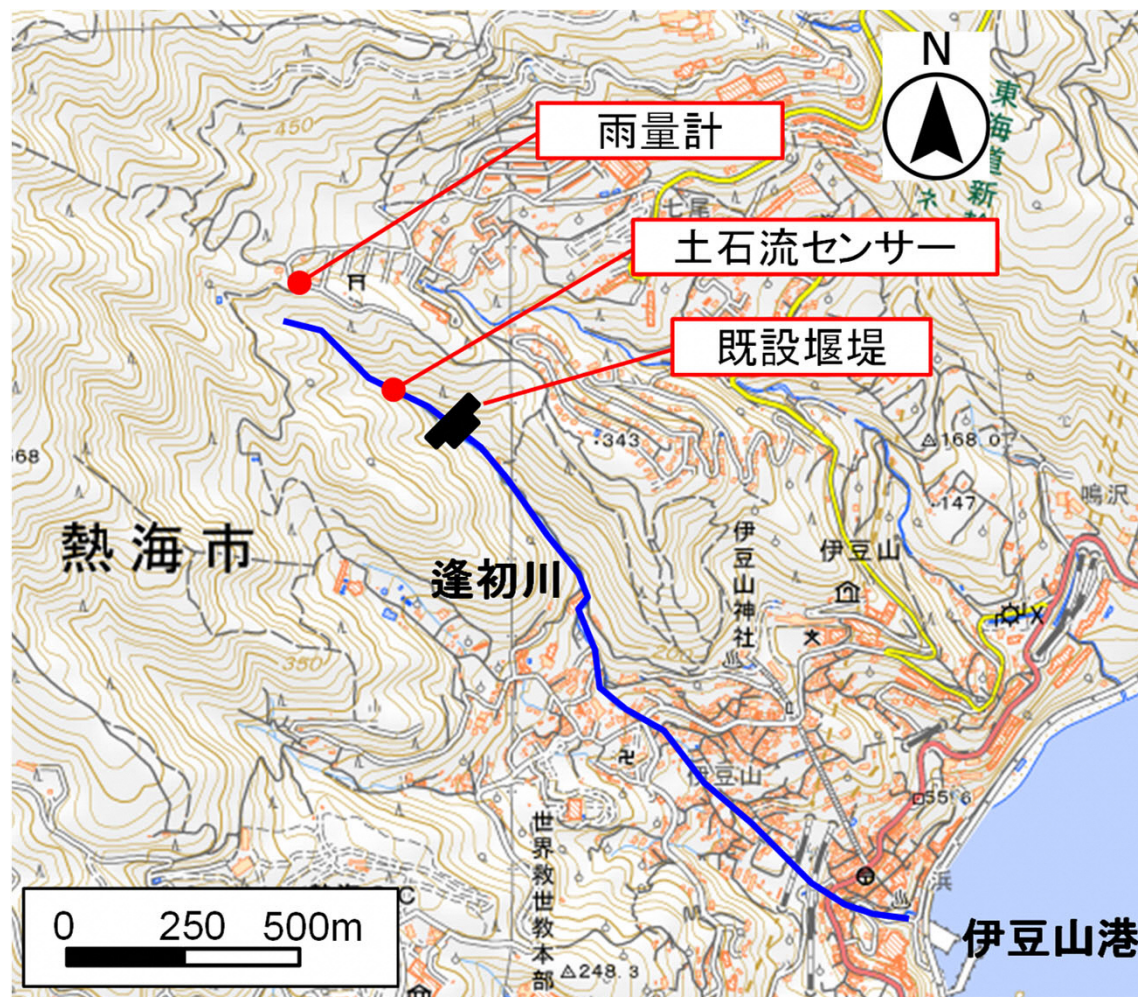 N
東海道新幹
ネ
450
雨量計
七尾
土石流センサー
既設堰堤
343
168.0
568
147
鳴沢
熱海市
伊豆山神社
伊豆山
逢初川
350
200
伊豆山
55.6
浜
世界救世教本部
C
0 250 500m
伊豆山港
248.3